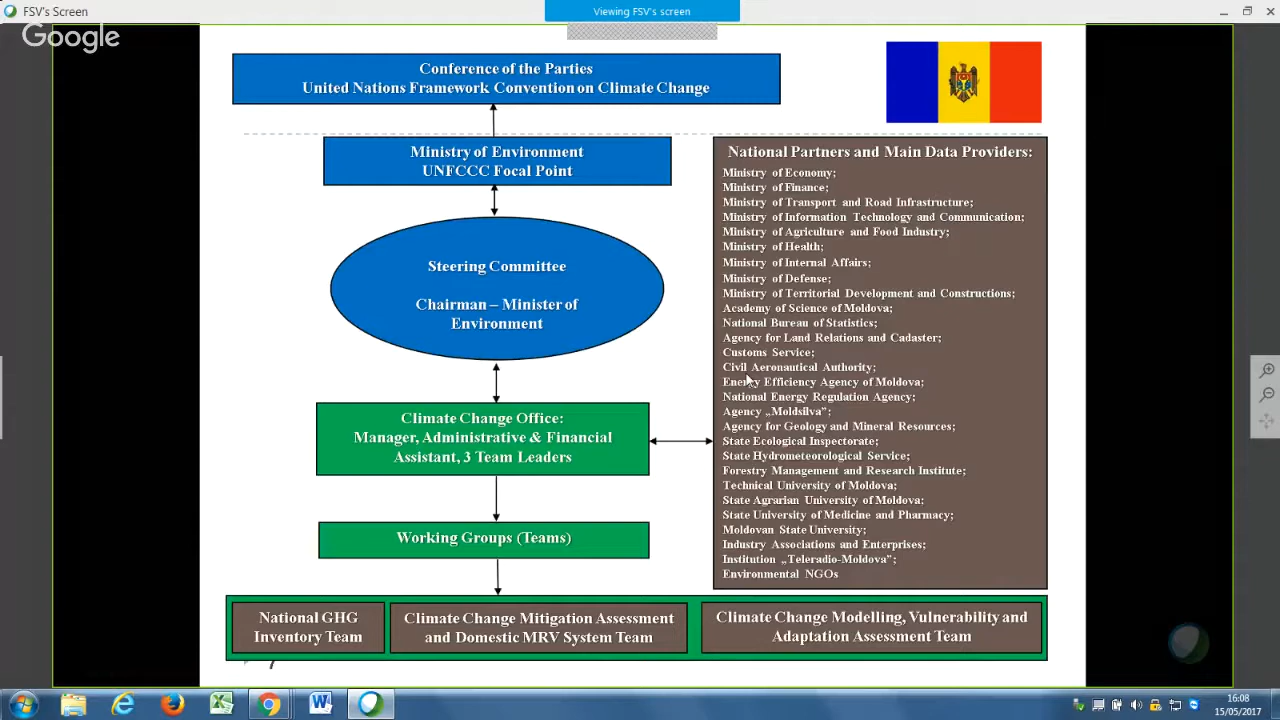 FSV's Screen
Viewing FSV's screen
Google
Conference of the Parties
United Nations Framework Convention on Climate Change
Ministry of Environment
UNFCCC Focal Point
Steering Committee
Chairman – Minister of
Environment
Climate Change Office:
Manager, Administrative & Financial
Assistant, 3 Team Leaders
Working Groups (Teams)
National Partners and Main Data Providers:
Ministry of Economy;
Ministry of Finance;
Ministry of Transport and Road Infrastructure;
Ministry of Information Technology and Communication;
Ministry of Agriculture and Food Industry;
Ministry of Health;
Ministry of Internal Affairs;
Ministry of Defense;
Ministry of Territorial Development and Constructions;
Academy of Science of Moldova;
National Bureau of Statistics;
Agency for Land Relations and Cadaster;
Customs Service;
Civil Aeronautical Authority;
Energy Efficiency Agency of Moldova;
National Energy Regulation Agency;
Agency „Moldsilva”;
Agency for Geology and Mineral Resources;
State Ecological Inspectorate;
State Hydrometeorological Service;
Forestry Management and Research Institute;
Technical University of Moldova;
State Agrarian University of Moldova;
State University of Medicine and Pharmacy;
Moldovan State University;
Industry Associations and Enterprises;
Institution „Teleradio-Moldova”;
Environmental NGOs
National GHG
Inventory Team
Climate Change Mitigation Assessment
and Domestic MRV System Team
Climate Change Modelling, Vulnerability and
Adaptation Assessment Team
16:08
15/05/2017